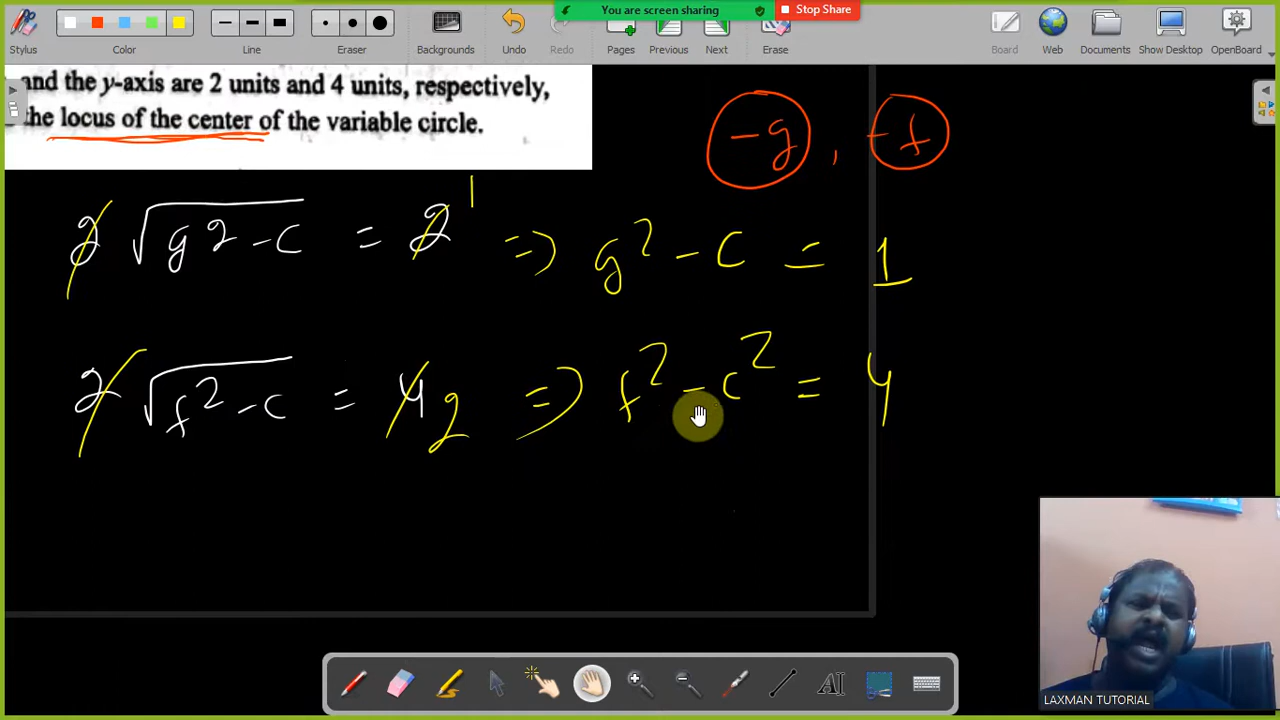 You are screen sharing Stop Share
Stylus Color Line Eraser Backgrounds Undo Redo Pages Previous Next Erase Board Web Documents Show Desktop OpenBoard
and the y-axis are 2 units and 4 units, respectively,
the locus of the center of the variable circle.
-g , -f
2 √g2-c = 2 1 => g² - c = 1
2 √f²-c = 4 2 => f² - c² = 4
LAXMAN TUTORIAL